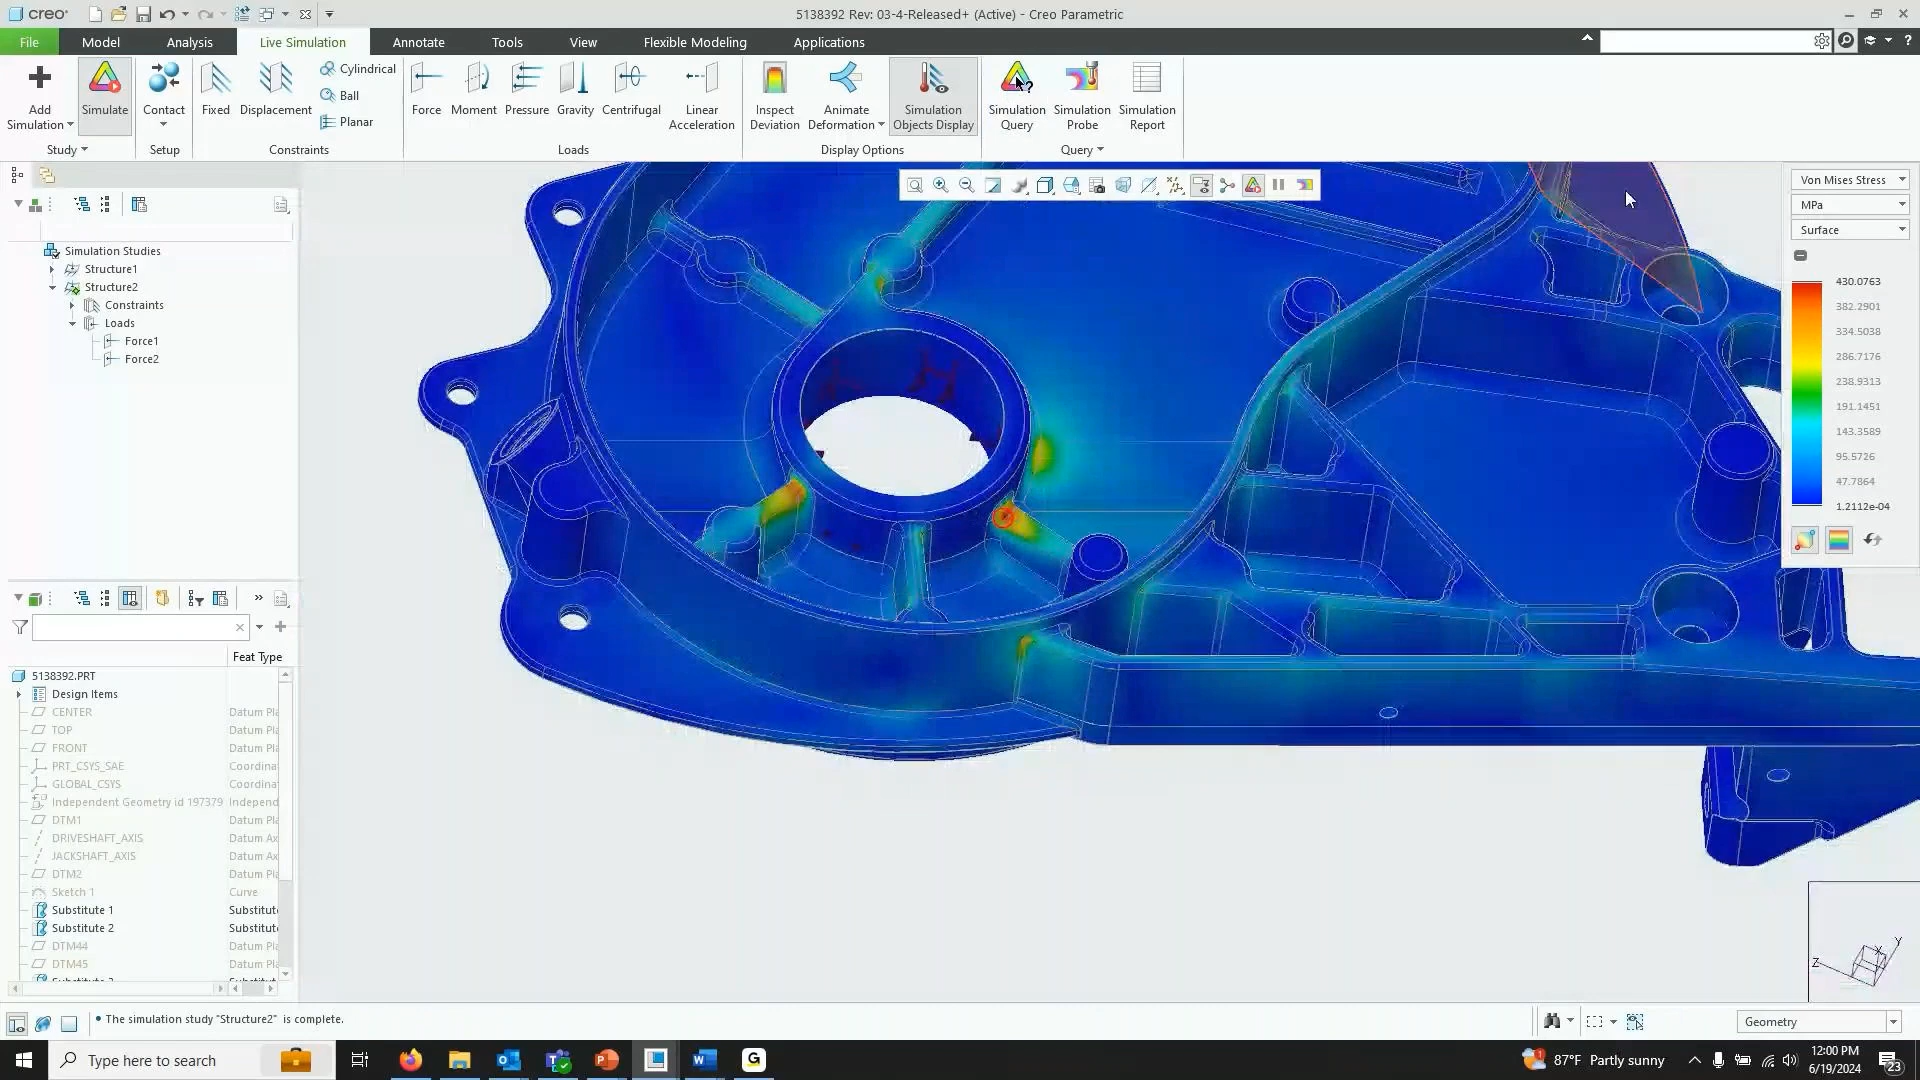 creo
5138392 Rev: 03-4-Released+ (Active) - Creo Parametric
File Model Analysis Live Simulation Annotate Tools View Flexible Modeling Applications
Add Simulation
Simulate
Contact
Fixed
Displacement
Cylindrical
Ball
Planar
Force
Moment
Pressure
Gravity
Centrifugal
Linear Acceleration
Inspect Deviation
Animate Deformation
Simulation Objects Display
Simulation Query
Simulation Probe
Simulation Report
Study Setup Constraints Loads Display Options Query
Simulation Studies
Structure1
Structure2
Constraints
Loads
Force1
Force2
Von Mises Stress
MPa
Surface
430.0763
382.2901
334.5038
286.7176
238.9313
191.1451
143.3589
95.5726
47.7864
1.2112e-04
Feat Type
5138392.PRT
Design Items
CENTER Datum Pla
TOP Datum Pla
FRONT Datum Pla
PRT_CSYS_SAE Coordina
GLOBAL_CSYS Coordina
Independent Geometry id 197379 Independ
DTM1 Datum Pla
DRIVESHAFT_AXIS Datum Ax
JACKSHAFT_AXIS Datum Ax
DTM2 Datum Pla
Sketch 1 Curve
Substitute 1 Substitut
Substitute 2 Substitut
DTM44 Datum Pla
DTM45 Datum Pla
Z
X
Y
• The simulation study "Structure2" is complete.
Geometry
Type here to search
87°F Partly sunny
12:00 PM
6/19/2024
23